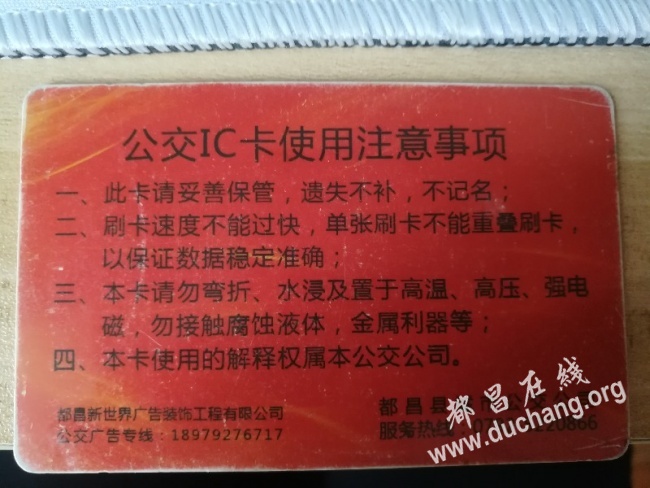 公交IC卡使用注意事项
一、此卡请妥善保管，遗失不补，不记名；
二、刷卡速度不能过快，单张刷卡不能重叠刷卡，
以保证数据稳定准确；
三、本卡请勿弯折、水浸及置于高温、高压、强电
磁，勿接触腐蚀液体，金属利器等；
四、本卡使用的解释权属本公交公司。
都昌新世界广告装饰工程有限公司
公交广告专线：18979276717
都昌县
服务热线：
都昌在线
www.duchang.org